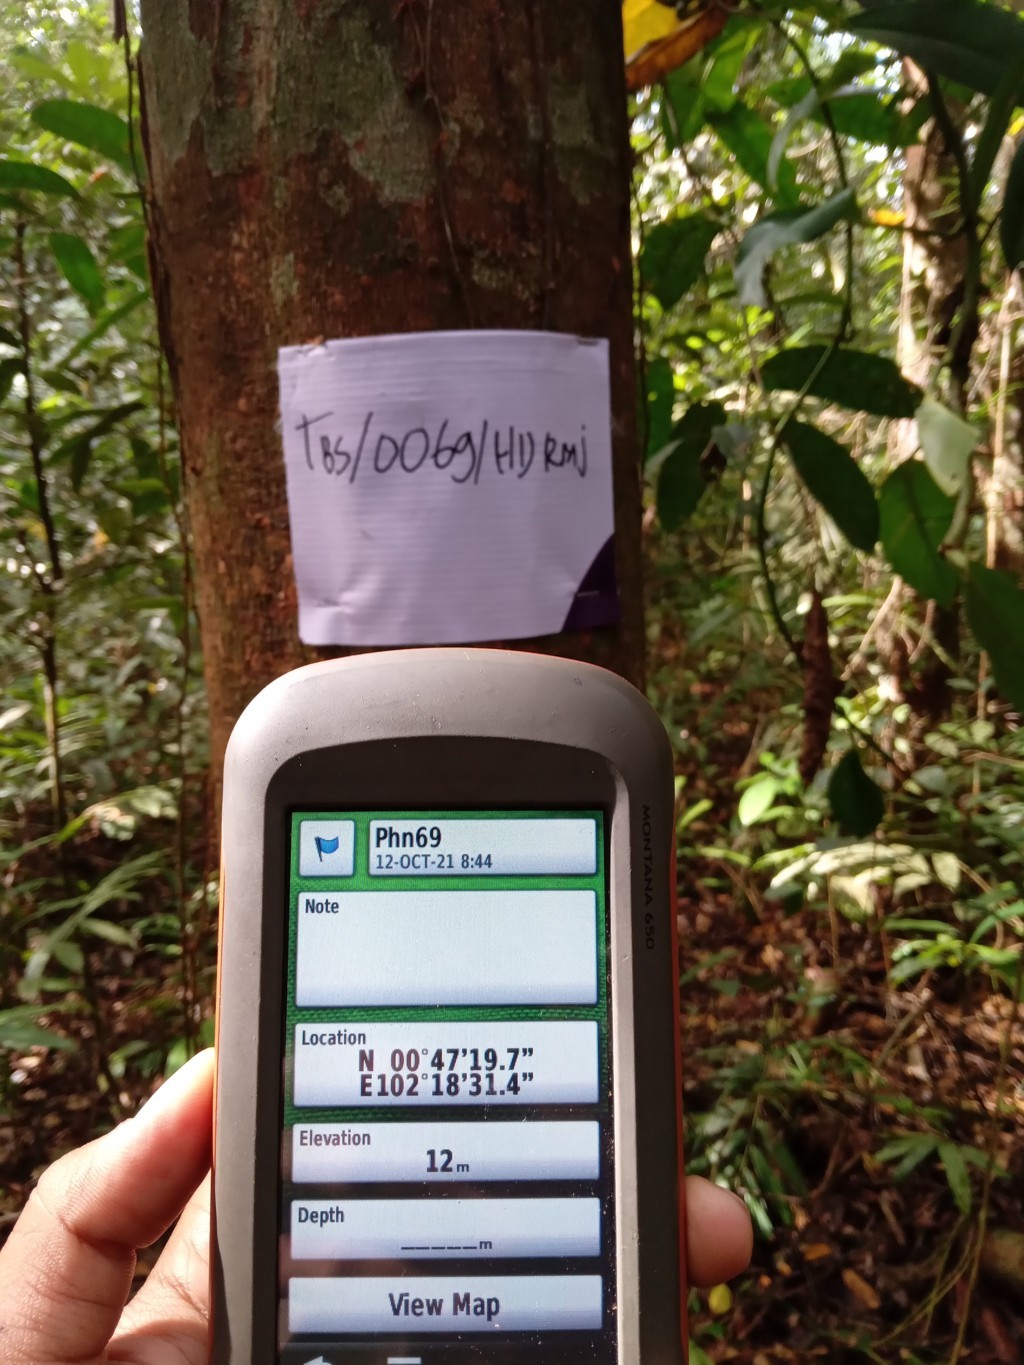 TBS/0069/HD RMJ
MONTANA 650
Phn69
12-OCT-21 8:44
Note
Location
N 00°47'19.7"
E102°18'31.4"
Elevation
12m
Depth
_____m
View Map